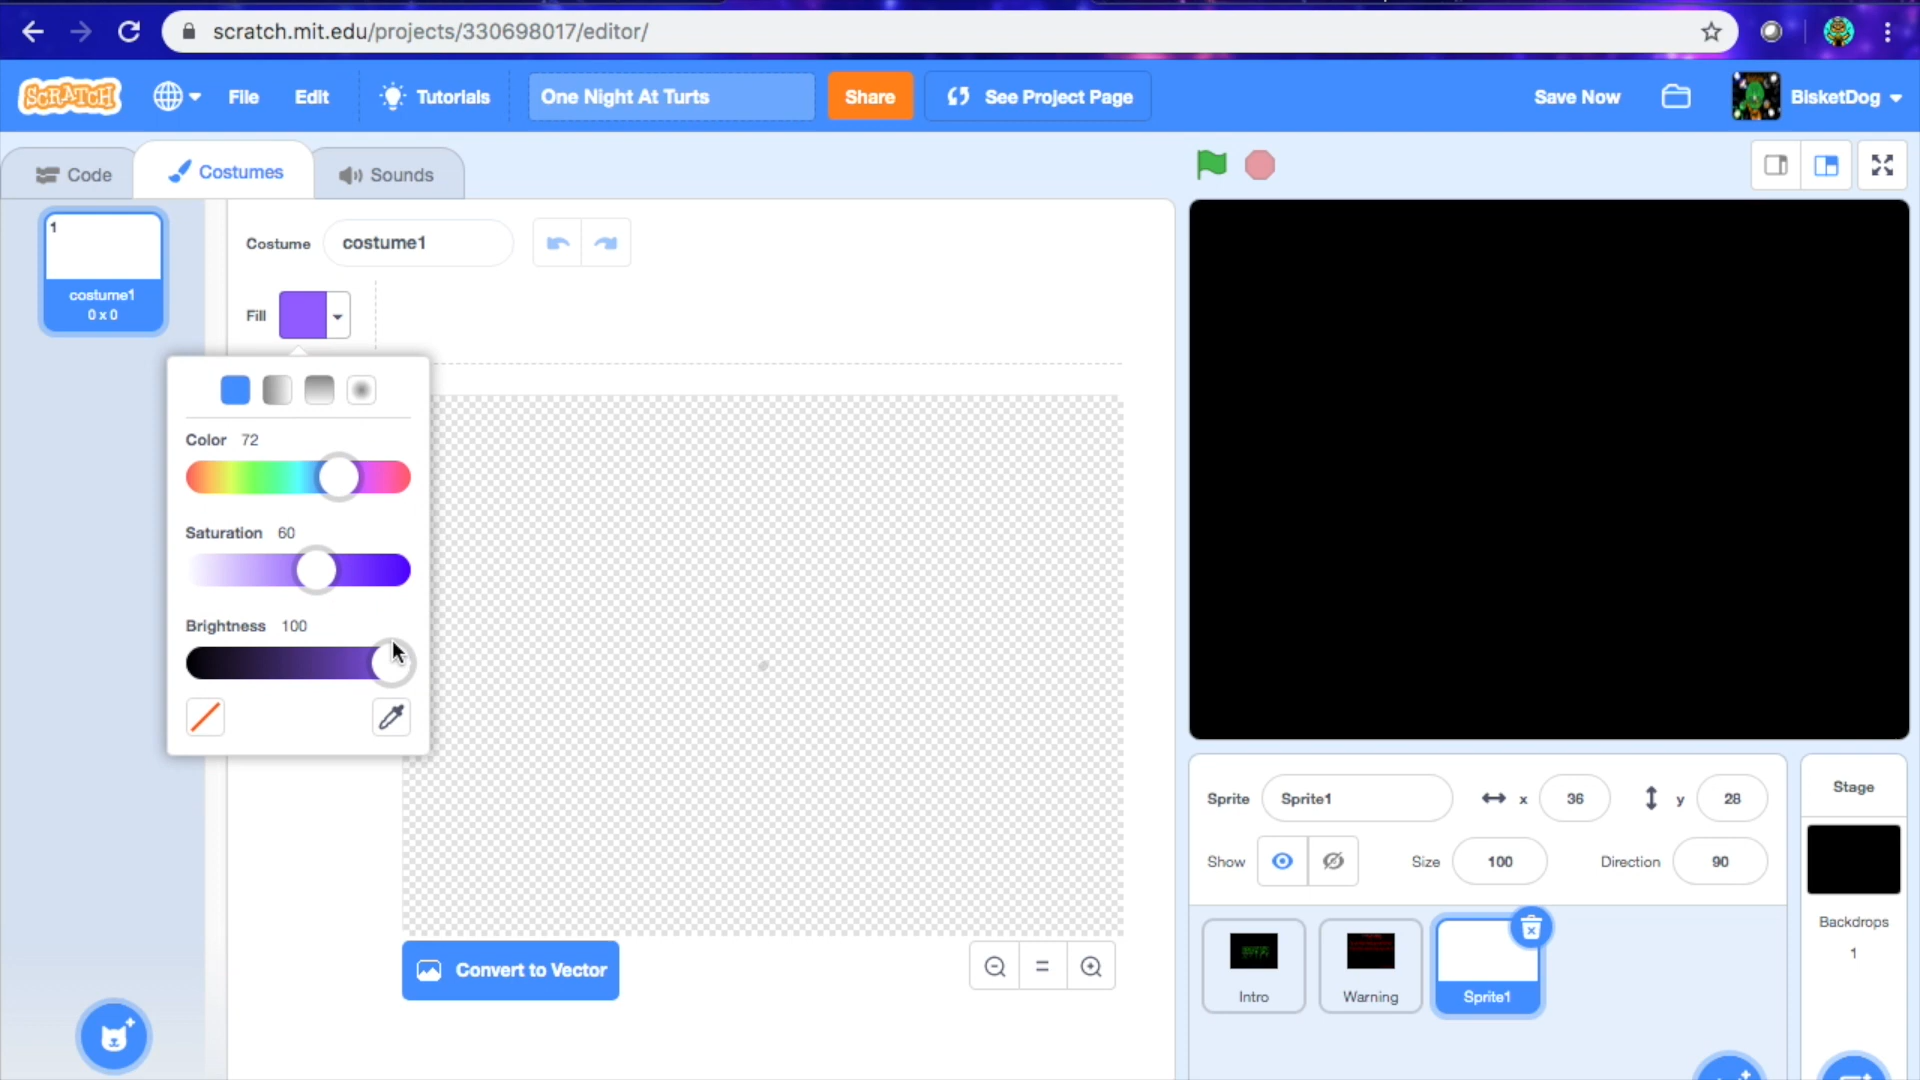 scratch.mit.edu/projects/330698017/editor/
SCRATCH
File
Edit
Tutorials
One Night At Turts
Share
See Project Page
Save Now
BisketDog
Code
Costumes
Sounds
1
costume1
0 x 0
Costume
costume1
Fill
Color 72
Saturation 60
Brightness 100
Convert to Vector
Sprite
Sprite1
x
36
y
28
Show
Size
100
Direction
90
Intro
Warning
Sprite1
Stage
Backdrops
1